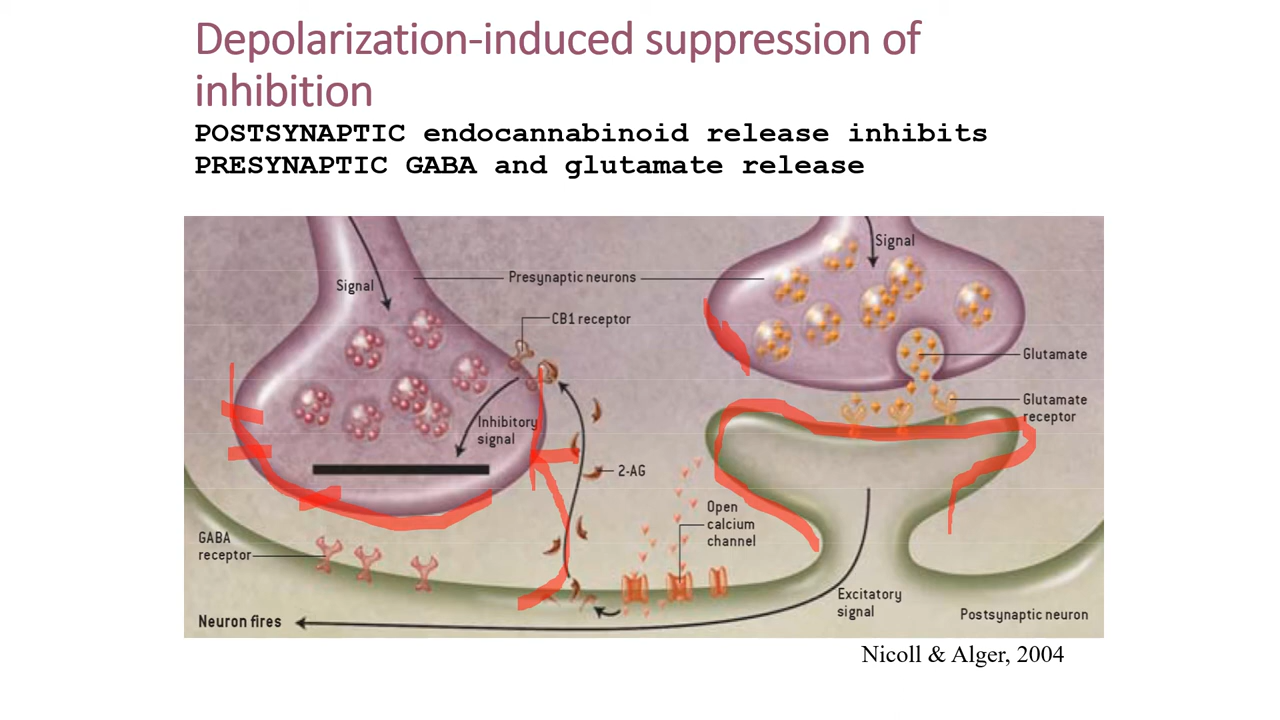 Depolarization-induced suppression of
inhibition
POSTSYNAPTIC endocannabinoid release inhibits
PRESYNAPTIC GABA and glutamate release
Signal
Signal
Presynaptic neurons
CB1 receptor
Glutamate
Glutamate
receptor
Inhibitory
signal
2-AG
Open
calcium
channel
GABA
receptor
Excitatory
signal
Postsynaptic neuron
Neuron fires
Nicoll & Alger, 2004